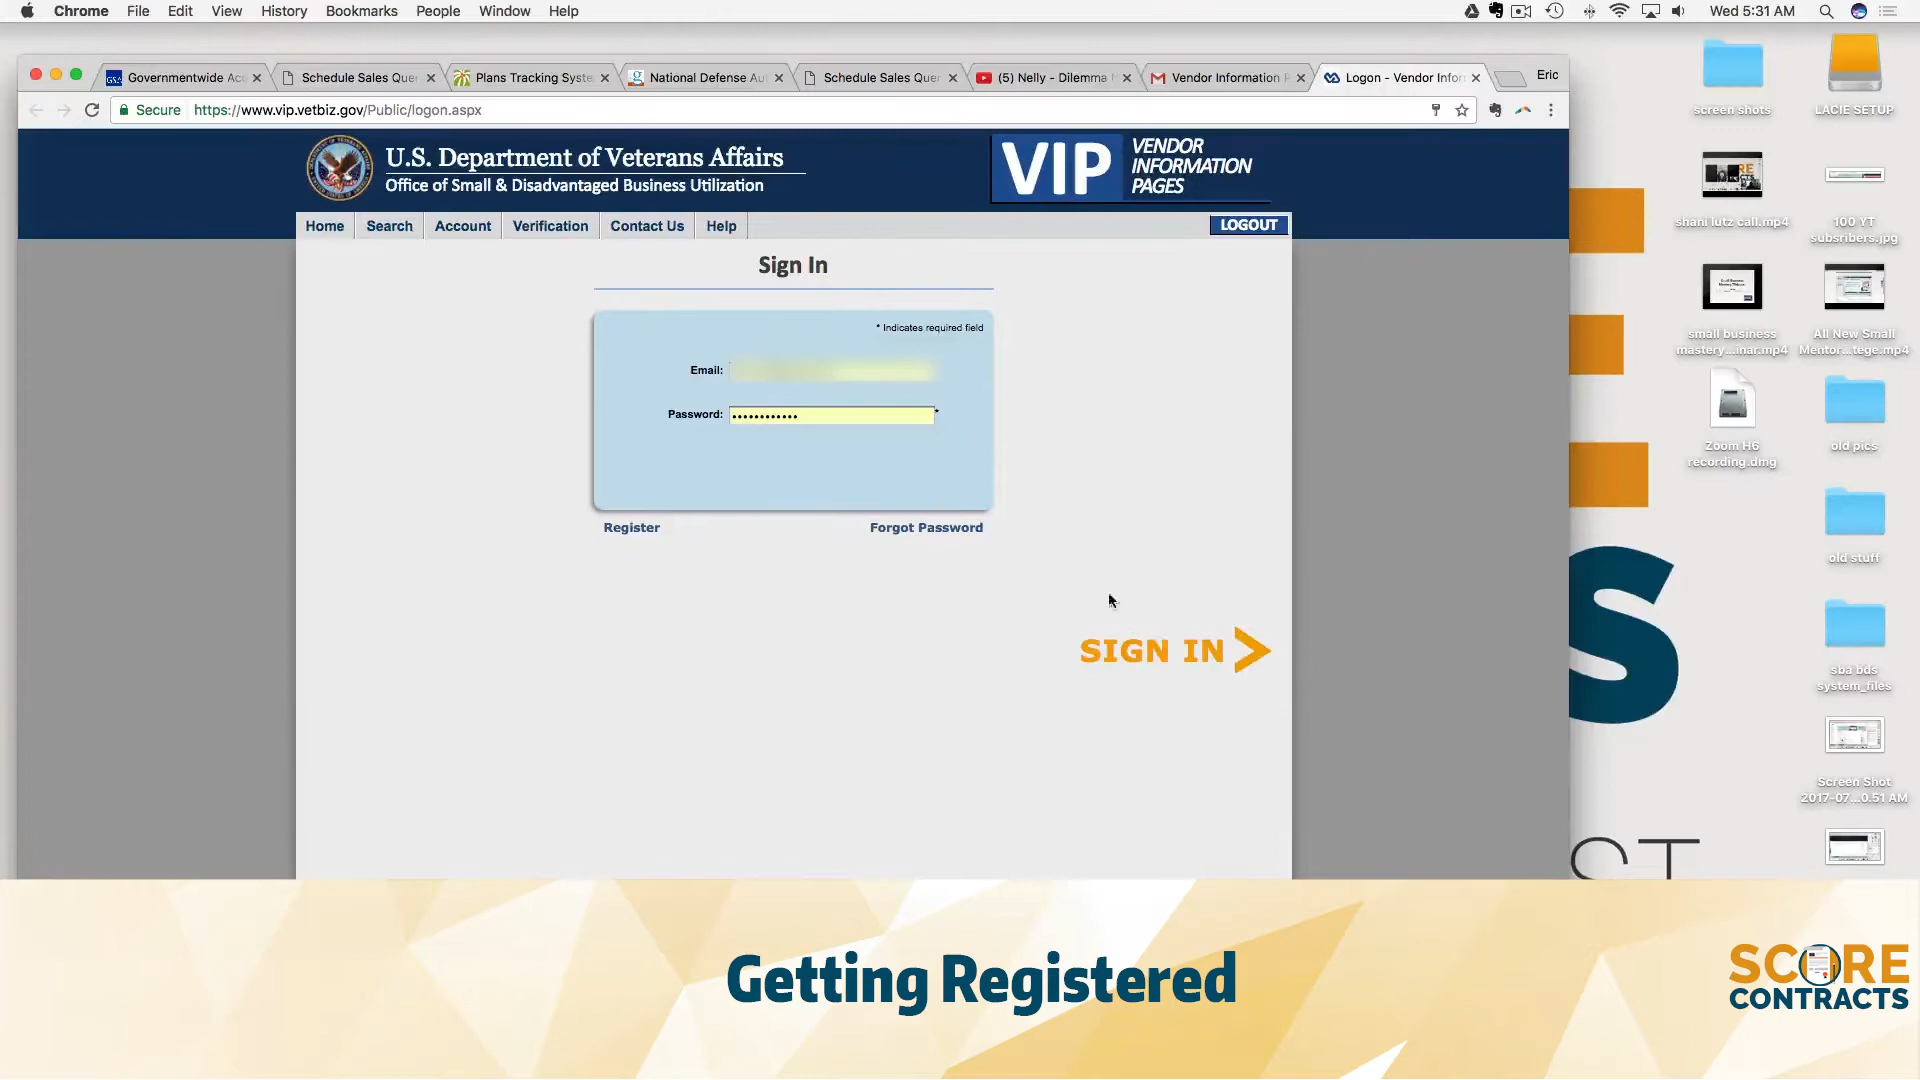 Chrome File Edit View History Bookmarks People Window Help
Wed 5:31 AM
Governmentwide Ac
Schedule Sales Que
Plans Tracking Syste
National Defense Au
Schedule Sales Que
(5) Nelly - Dilemma
Vendor Information
Logon - Vendor Infor
Eric
Secure https://www.vip.vetbiz.gov/Public/logon.aspx
U.S. Department of Veterans Affairs
Office of Small & Disadvantaged Business Utilization
VIP
VENDOR
INFORMATION
PAGES
Home Search Account Verification Contact Us Help
LOGOUT
Sign In
* Indicates required field
Email:
Password: •••••••••••• *
Register
Forgot Password
SIGN IN
screen shots
LACIE SETUP
shani lutz call.mp4
100 YT
subsribers.jpg
small business
mastery...inar.mp4
All New Small
Mentor...tege.mp4
Zoom H6
recording.dmg
old pics
old stuff
sba bds
system_files
Screen Shot
2017-07...0.51 AM
S
ST
Getting Registered
SCORE
CONTRACTS